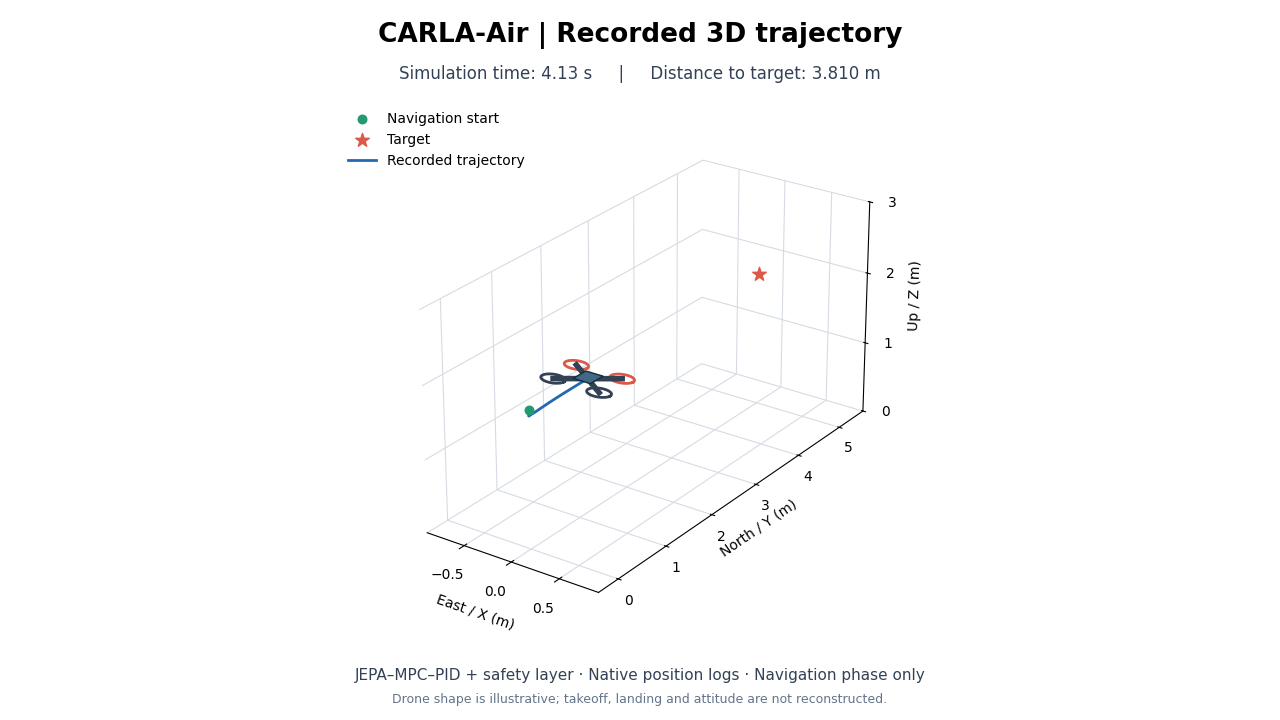 CARLA-Air | Recorded 3D trajectory
Simulation time: 4.13 s | Distance to target: 3.810 m
Navigation start
Target
Recorded trajectory
3
2
1
0
Up / Z (m)
5
4
3
2
1
0
North / Y (m)
−0.5
0.0
0.5
East / X (m)
JEPA–MPC–PID + safety layer · Native position logs · Navigation phase only
Drone shape is illustrative; takeoff, landing and attitude are not reconstructed.